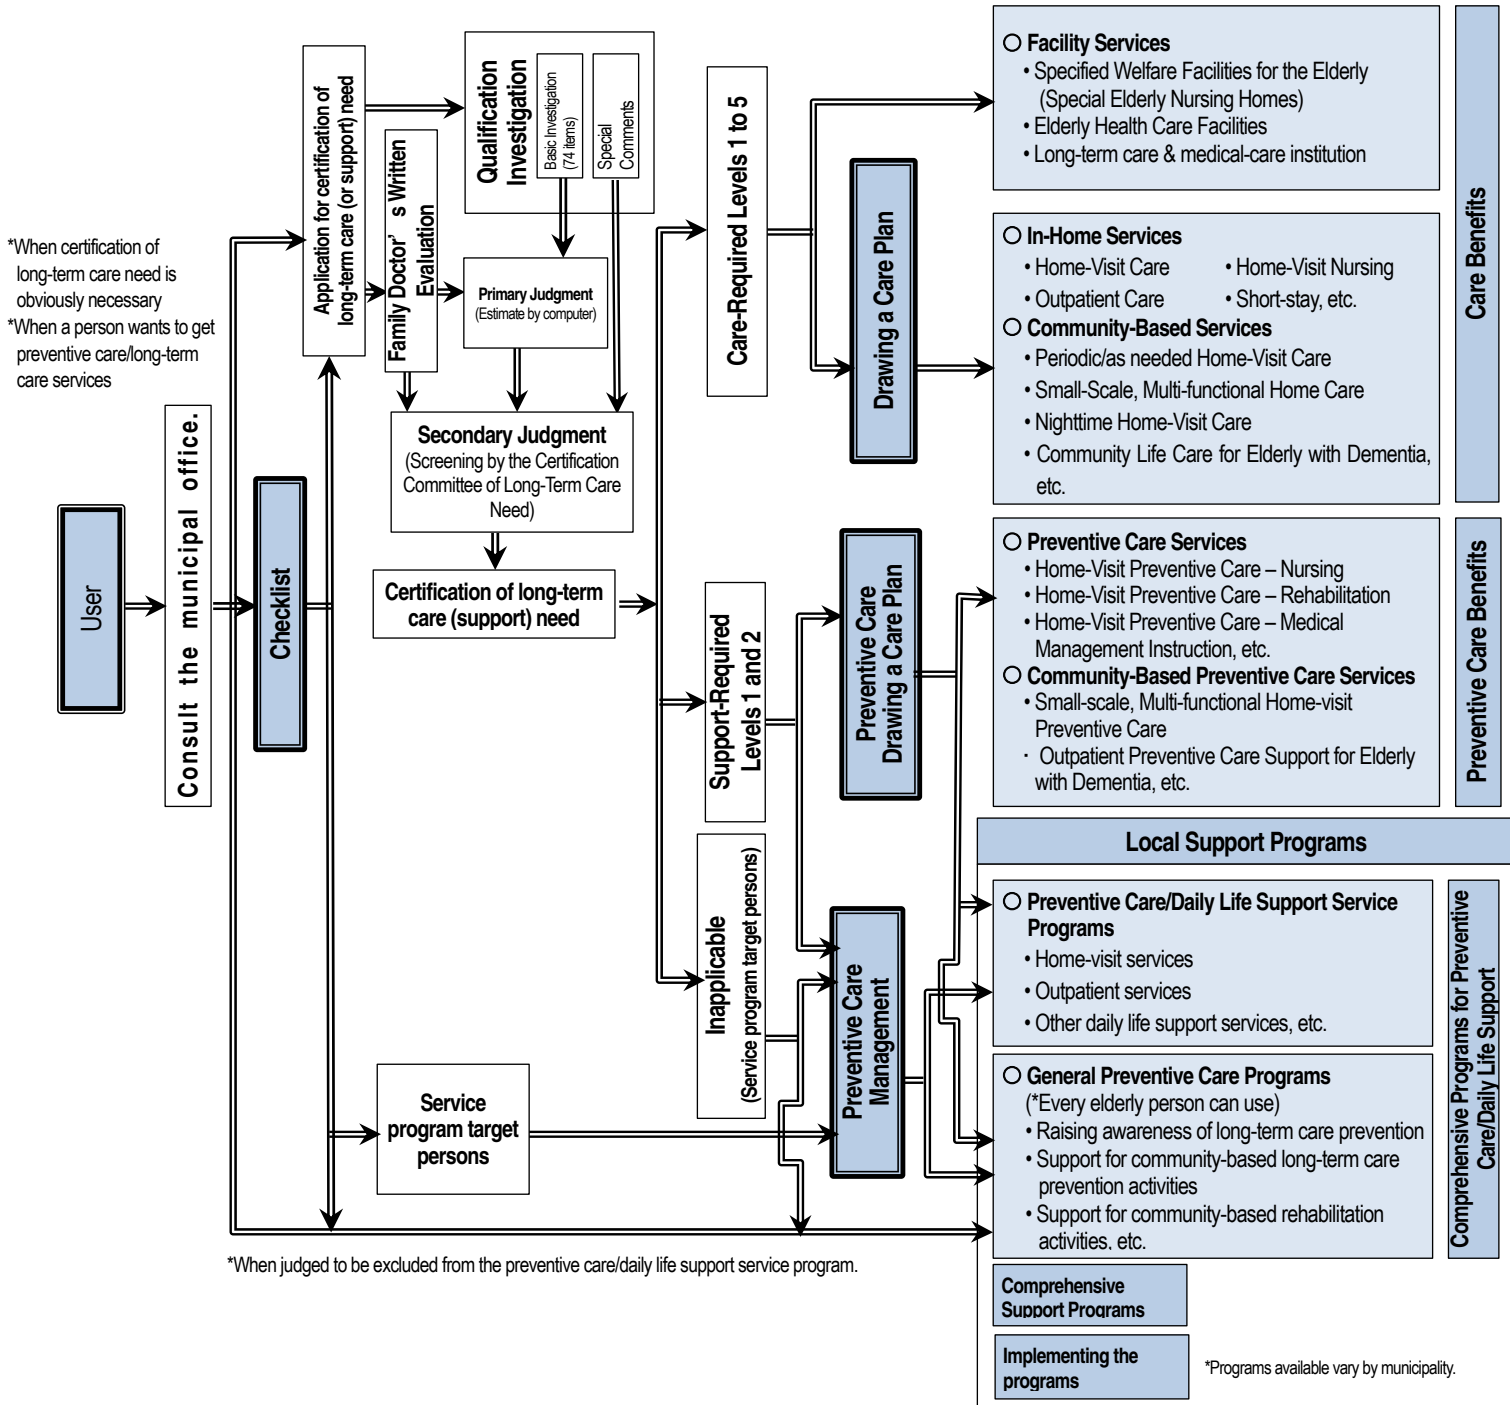 *When certification of
long-term care need is
obviously necessary
*When a person wants to get
preventive care/long-term
care services
User
Consult the municipal office.
Checklist
Application for certification of
long-term care (or support) need
Family Doctor’s Written
Evaluation
Qualification
Investigation
Basic Investigation
(74 items)
Special
Comments
Primary Judgment
(Estimate by computer)
Secondary Judgment
(Screening by the Certification
Committee of Long-Term Care
Need)
Certification of long-term
care (support) need
Service
program target
persons
Care-Required Levels 1 to 5
Support-Required
Levels 1 and 2
Inapplicable
(Service program target persons)
Drawing a Care Plan
Preventive Care
Drawing a Care Plan
Preventive Care
Management
○ Facility Services
• Specified Welfare Facilities for the Elderly
(Special Elderly Nursing Homes)
• Elderly Health Care Facilities
• Long-term care & medical-care institution
○ In-Home Services
• Home-Visit Care • Home-Visit Nursing
• Outpatient Care • Short-stay, etc.
○ Community-Based Services
• Periodic/as needed Home-Visit Care
• Small-Scale, Multi-functional Home Care
• Nighttime Home-Visit Care
• Community Life Care for Elderly with Dementia,
etc.
Care Benefits
○ Preventive Care Services
• Home-Visit Preventive Care – Nursing
• Home-Visit Preventive Care – Rehabilitation
• Home-Visit Preventive Care – Medical
Management Instruction, etc.
○ Community-Based Preventive Care Services
• Small-scale, Multi-functional Home-visit
Preventive Care
· Outpatient Preventive Care Support for Elderly
with Dementia, etc.
Preventive Care Benefits
Local Support Programs
○ Preventive Care/Daily Life Support Service
Programs
• Home-visit services
• Outpatient services
• Other daily life support services, etc.
○ General Preventive Care Programs
(*Every elderly person can use)
• Raising awareness of long-term care prevention
• Support for community-based long-term care
prevention activities
• Support for community-based rehabilitation
activities, etc.
Comprehensive Programs for Preventive
Care/Daily Life Support
*When judged to be excluded from the preventive care/daily life support service program.
Comprehensive
Support Programs
Implementing the
programs
*Programs available vary by municipality.